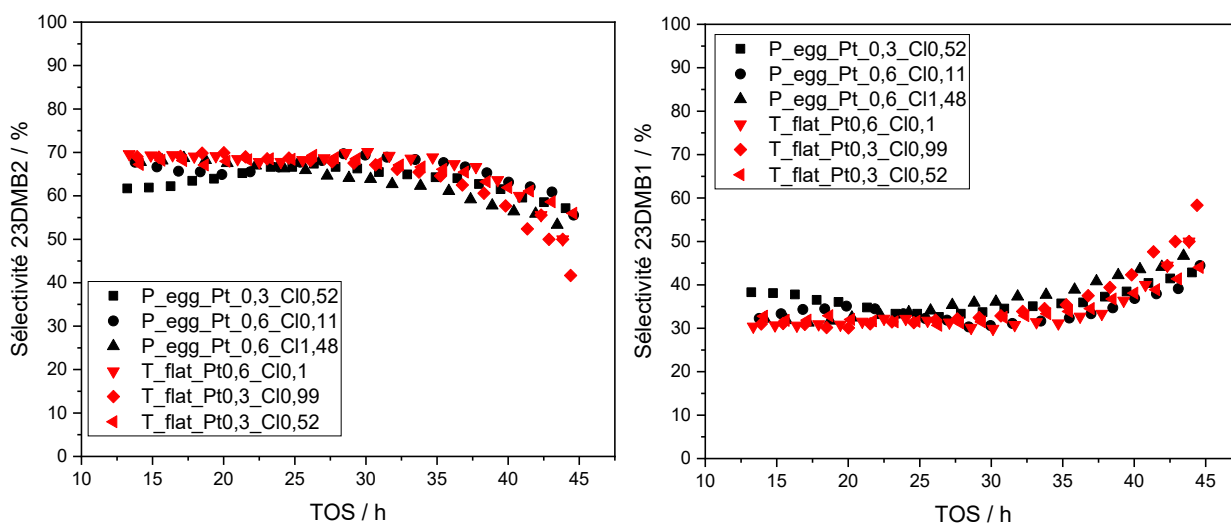 Sélectivité 23DMB2 / %
100
90
80
70
60
50
40
30
20
10
0
P_egg_Pt_0,3_Cl0,52
P_egg_Pt_0,6_Cl0,11
P_egg_Pt_0,6_Cl1,48
T_flat_Pt0,6_Cl0,1
T_flat_Pt0,3_Cl0,99
T_flat_Pt0,3_Cl0,52
10 15 20 25 30 35 40 45
TOS / h
Sélectivité 23DMB1 / %
100
90
80
70
60
50
40
30
20
10
0
P_egg_Pt_0,3_Cl0,52
P_egg_Pt_0,6_Cl0,11
P_egg_Pt_0,6_Cl1,48
T_flat_Pt0,6_Cl0,1
T_flat_Pt0,3_Cl0,99
T_flat_Pt0,3_Cl0,52
10 15 20 25 30 35 40 45
TOS / h